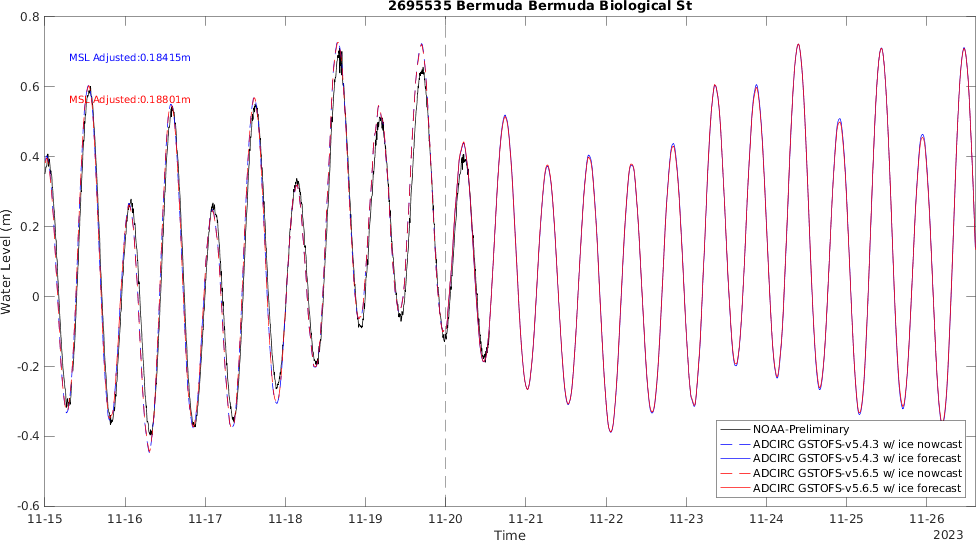 2695535 Bermuda Bermuda Biological St
MSL Adjusted:0.18415m
MSL Adjusted:0.18801m
Water Level (m)
0.8
0.6
0.4
0.2
0
-0.2
-0.4
-0.6
NOAA-Preliminary
ADCIRC GSTOFS-v5.4.3 w/ ice nowcast
ADCIRC GSTOFS-v5.4.3 w/ ice forecast
ADCIRC GSTOFS-v5.6.5 w/ ice nowcast
ADCIRC GSTOFS-v5.6.5 w/ ice forecast
11-15 11-16 11-17 11-18 11-19 11-20 11-21 11-22 11-23 11-24 11-25 11-26
Time
2023